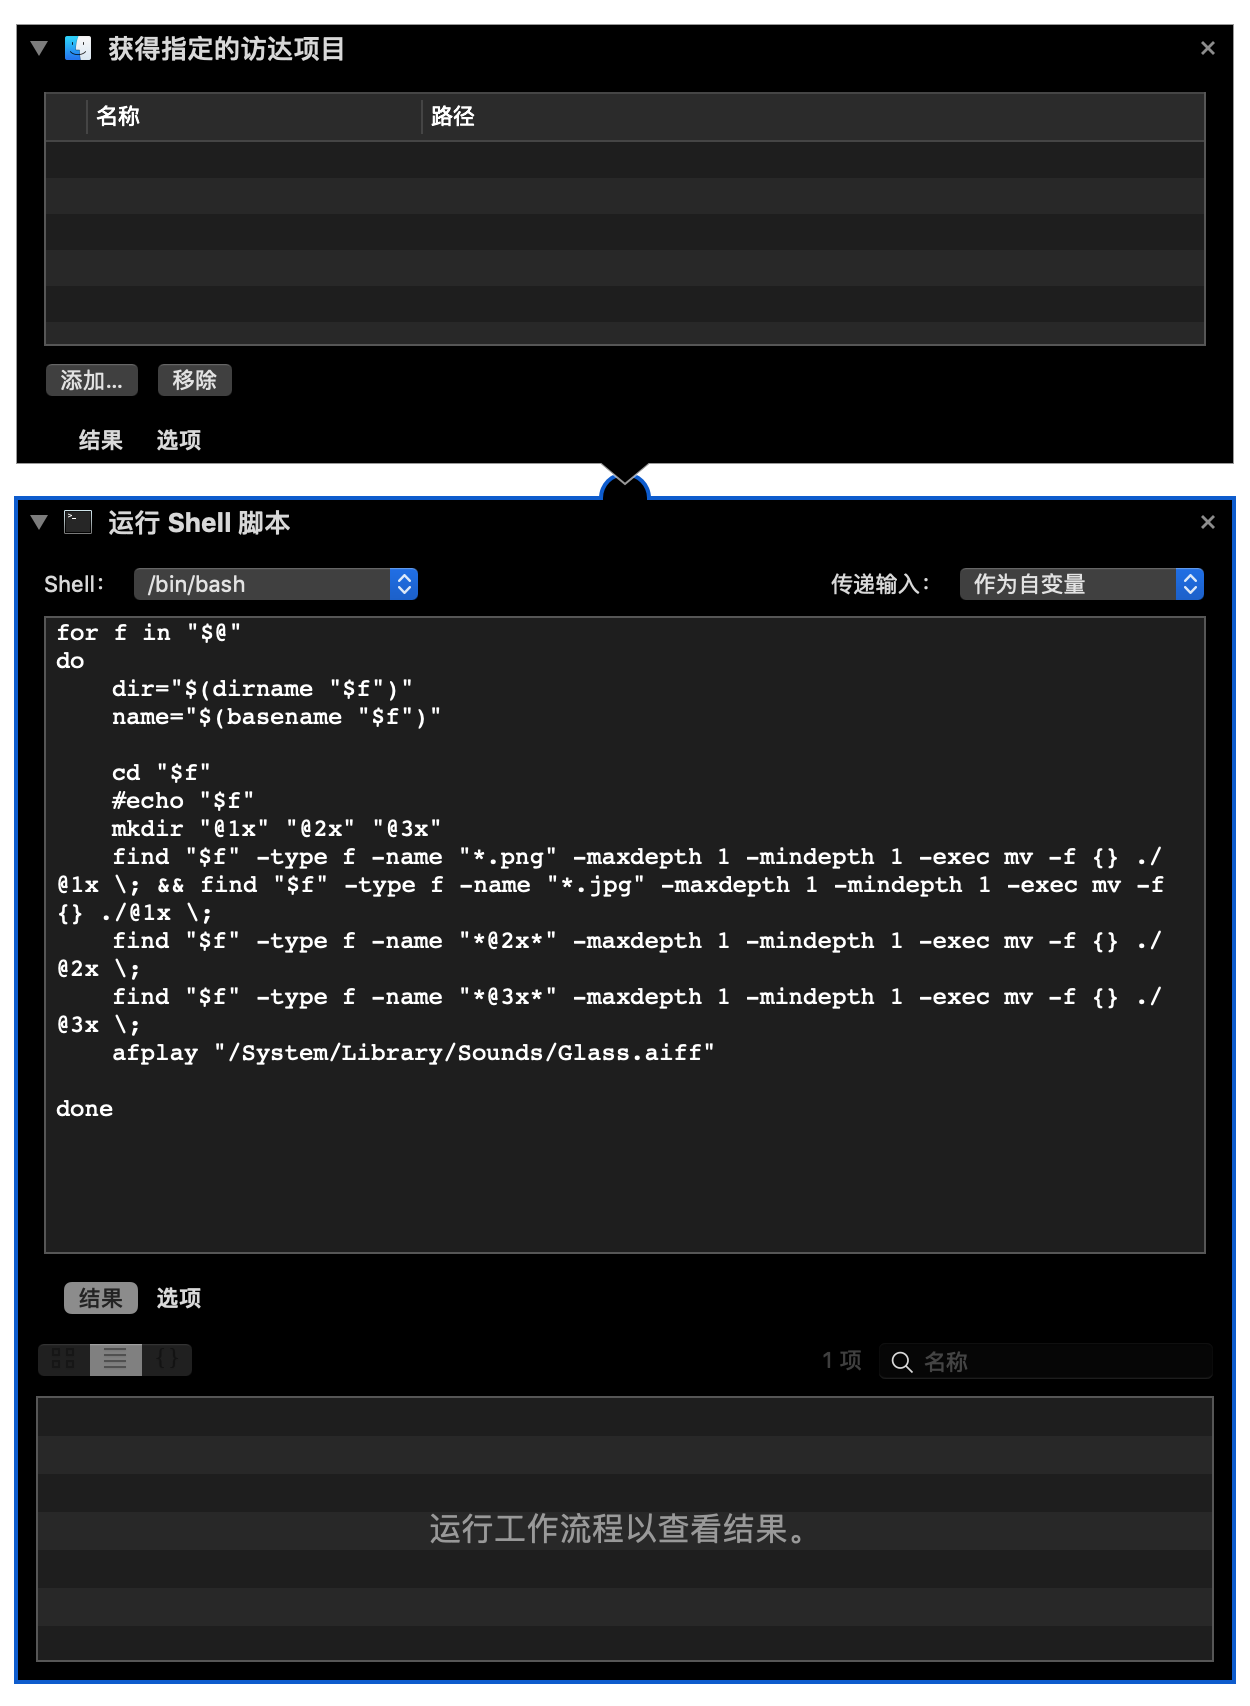 获得指定的访达项目
名称 路径
添加... 移除
结果 选项
运行 Shell 脚本
Shell: /bin/bash 传递输入: 作为自变量
for f in "$@"
do
    dir="$(dirname "$f")"
    name="$(basename "$f")"
    cd "$f"
    #echo "$f"
    mkdir "@1x" "@2x" "@3x"
    find "$f" -type f -name "*.png" -maxdepth 1 -mindepth 1 -exec mv -f {} ./
@1x \; && find "$f" -type f -name "*.jpg" -maxdepth 1 -mindepth 1 -exec mv -f
{} ./@1x \;
    find "$f" -type f -name "*@2x*" -maxdepth 1 -mindepth 1 -exec mv -f {} ./
@2x \;
    find "$f" -type f -name "*@3x*" -maxdepth 1 -mindepth 1 -exec mv -f {} ./
@3x \;
    afplay "/System/Library/Sounds/Glass.aiff"
done
结果 选项
{} 1 项 名称
运行工作流程以查看结果。